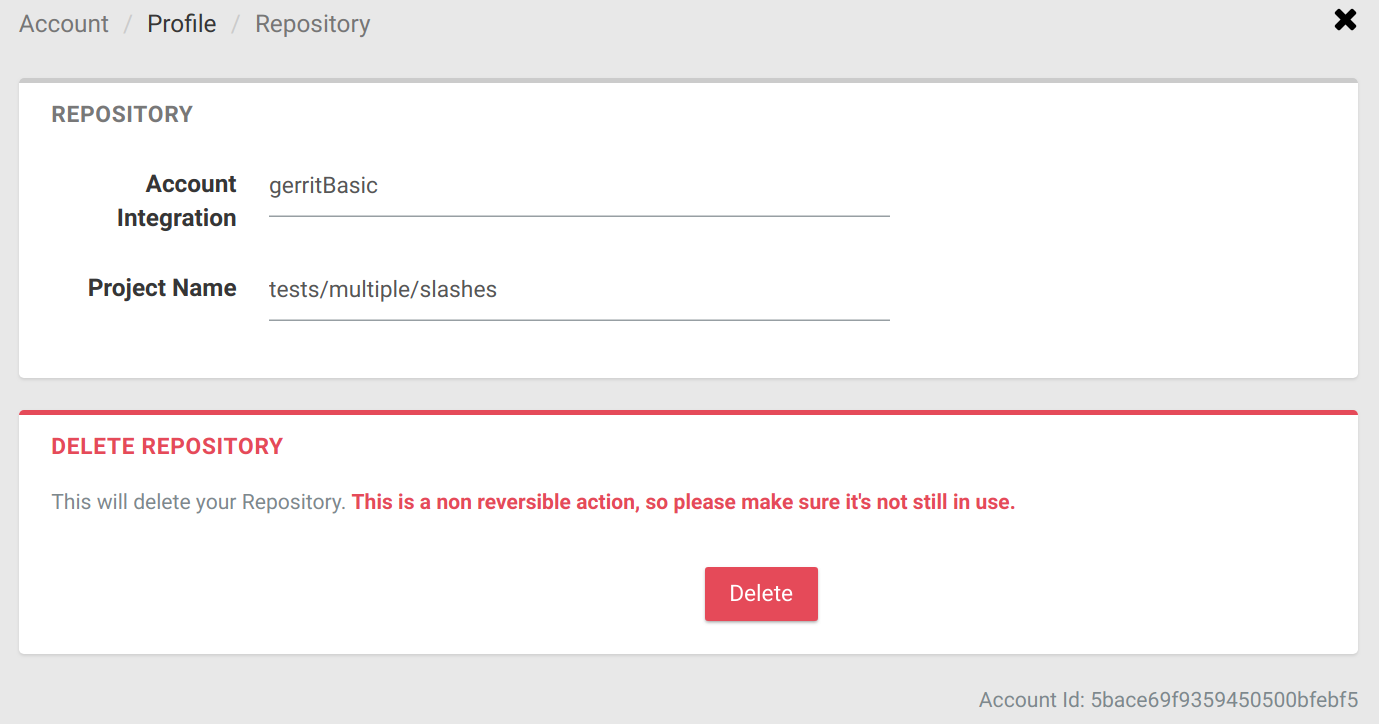 Account / Profile / Repository
REPOSITORY
Account
Integration
gerritBasic
Project Name
tests/multiple/slashes
DELETE REPOSITORY
This will delete your Repository. This is a non reversible action, so please make sure it's not still in use.
Delete
Account Id: 5bace69f9359450500bfebf5